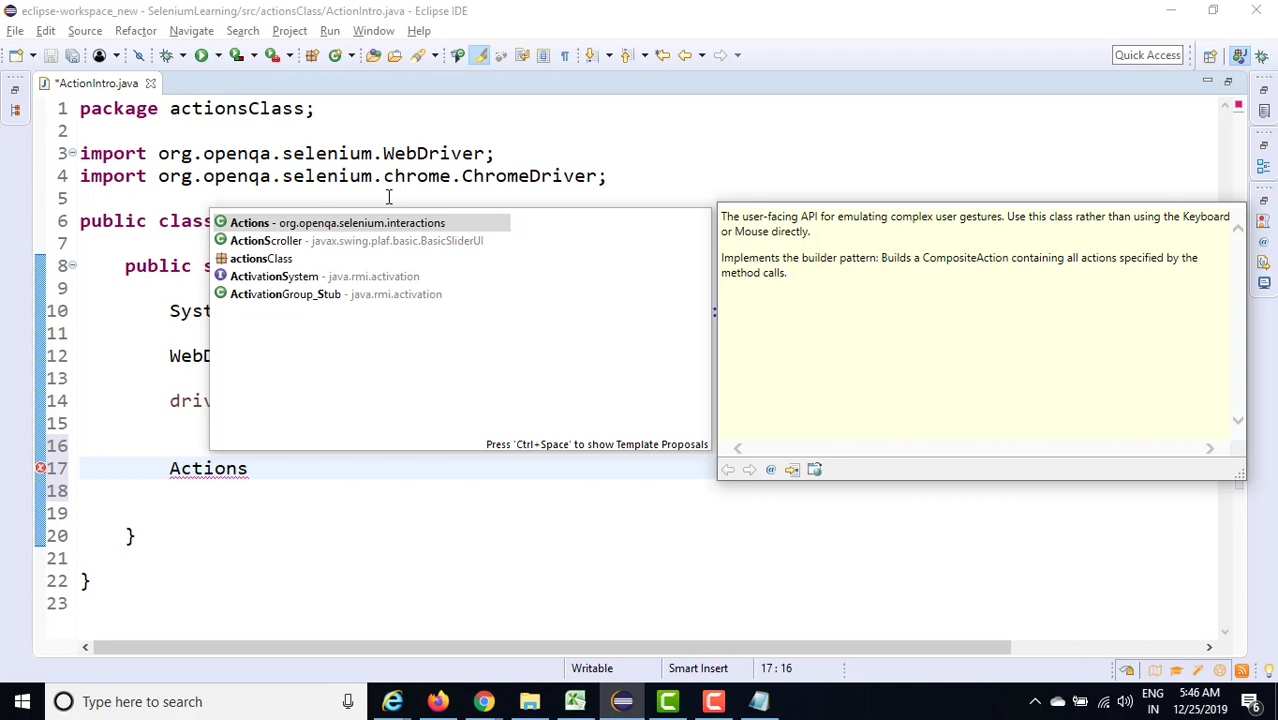 eclipse-workspace_new - SeleniumLearning/src/actionsClass/ActionIntro.java - Eclipse IDE
File Edit Source Refactor Navigate Search Project Run Window Help
Quick Access
*ActionIntro.java
1 package actionsClass;
2
3 import org.openqa.selenium.WebDriver;
4 import org.openqa.selenium.chrome.ChromeDriver;
5
6 public class
7
8 public s
9
10 Syst :
11
12 WebD
13
14 driv
15
16
17 Actions
18
19
20 }
21
22 }
23
Actions - org.openqa.selenium.interactions
ActionScroller - javax.swing.plaf.basic.BasicSliderUI
actionsClass
ActivationSystem - java.rmi.activation
ActivationGroup_Stub - java.rmi.activation
Press 'Ctrl+Space' to show Template Proposals
The user-facing API for emulating complex user gestures. Use this class rather than using the Keyboard
or Mouse directly.
Implements the builder pattern: Builds a CompositeAction containing all actions specified by the
method calls.
Writable Smart Insert 17 : 16
Type here to search
ENG
IN
5:46 AM
12/25/2019
6